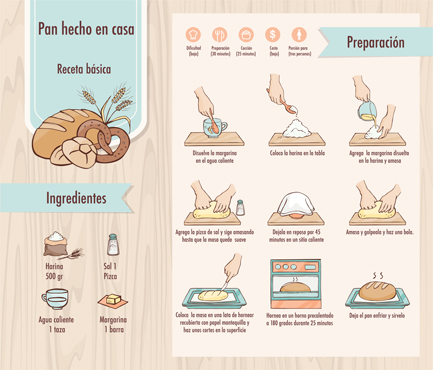 Pan hecho en casa
Receta básica
Ingredientes
Harina
500 gr
Sal 1
Pizca
Agua caliente
1 taza
Margarina
1 barra
Dificultad
(baja)
Preparación
(30 minutos)
Cocción
(25 minutos)
Costo
(bajo)
Porción para
(tres personas)
Preparación
Disuelve la margarina
en el agua caliente
Coloca la harina en la tabla
Agrega la margarina disuelta
en la harina y amasa
Agrega la pizca de sal y sige amasando
hasta que la masa quede suave
Dejala en reposo por 45
minutos en un sitio caliente
Amasa y golpeala y haz una bola.
Coloca la masa en una lata de hornear
recubierta con papel mantequilla y
haz unos cortes en la superficie
Hornea en un horno precalentado
a 180 grados durante 25 minutos
Deja el pan enfriar y sirvelo